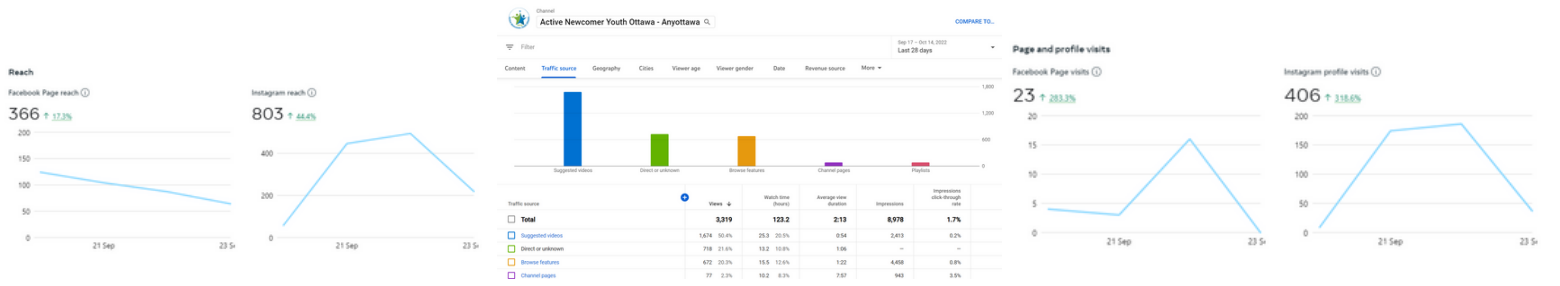 Reach
Facebook Page reach
366 ↑ 17.3%
200
150
100
50
0
21 Sep
23 S
Instagram reach
803 ↑ 44.4%
400
200
0
21 Sep
23 S
Channel
Active Newcomer Youth Ottawa - Anyottawa
COMPARE TO...
Filter
Sep 17 – Oct 14, 2022
Last 28 days
Content Traffic source Geography Cities Viewer age Viewer gender Date Revenue source More
1,800
1,200
600
0
Suggested videos Direct or unknown Browse features Channel pages Playlists
Traffic source Views ↓ Watch time (hours) Average view duration Impressions Impressions click-through rate
Total 3,319 123.2 2:13 8,978 1.7%
Suggested videos 1,674 50.4% 25.3 20.5% 0:54 2,413 0.2%
Direct or unknown 718 21.6% 13.2 10.8% 1:06 – –
Browse features 672 20.3% 15.5 12.6% 1:22 4,458 0.8%
Channel pages 77 2.3% 10.2 8.3% 7:57 943 3.5%
Page and profile visits
Facebook Page visits
23 ↑ 283.3%
20
15
10
5
0
21 Sep
23 S
Instagram profile visits
406 ↑ 318.6%
200
150
100
50
0
21 Sep
23 S